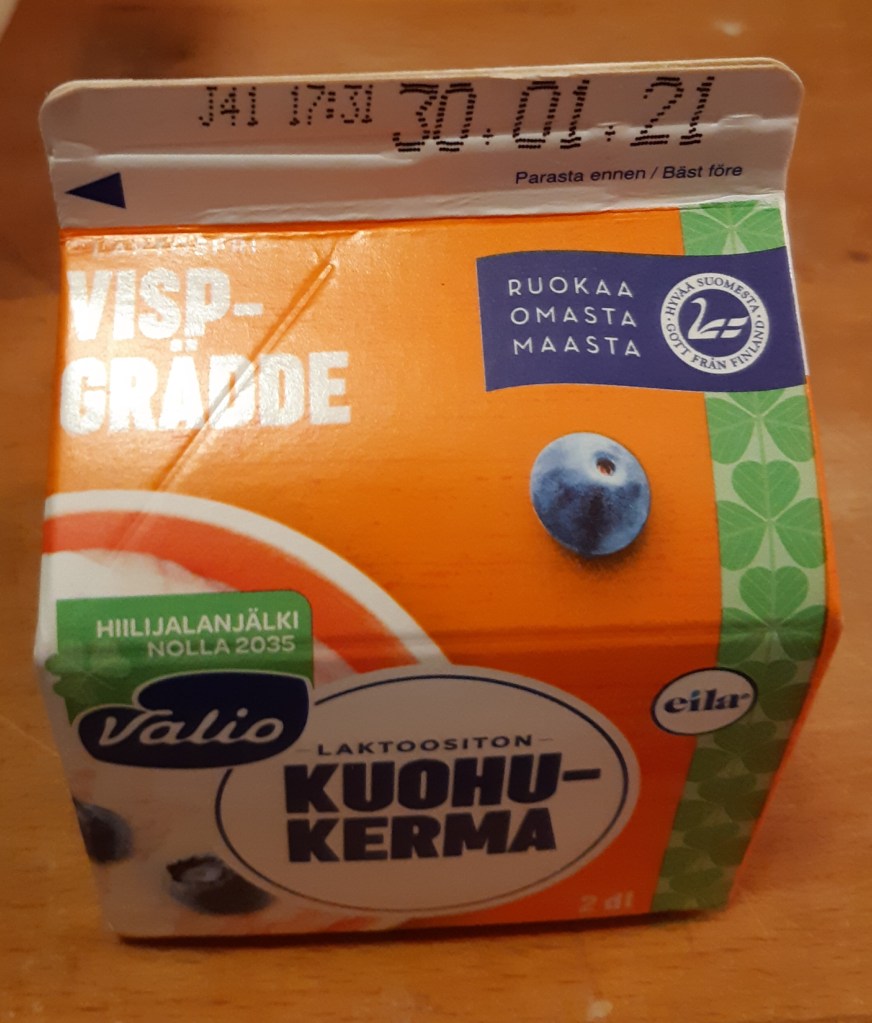 J41 17:31 30.01.21
Parasta ennen / Bäst före
VISP-
GRÄDDE
RUOKAA
OMASTA
MAASTA
HYVÄÄ SUOMESTA
GOTT FRÅN FINLAND
HIILIJALANJÄLKI
NOLLA 2035
Valio
eila
LAKTOOSITON
KUOHU-
KERMA
2 dl